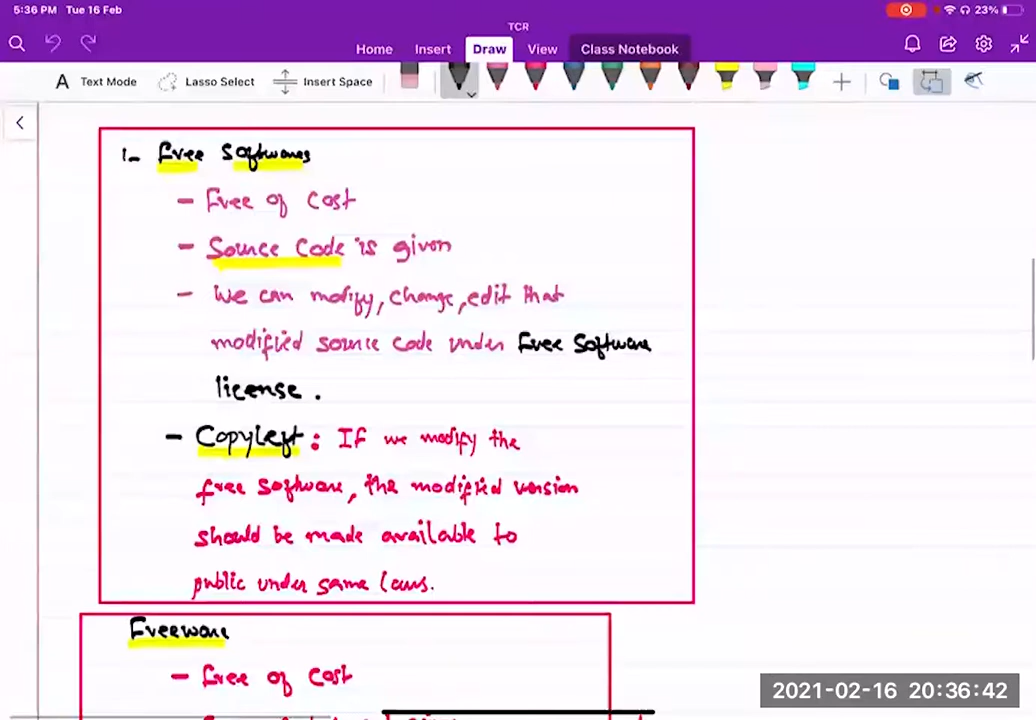 5:36 PM Tue 16 Feb
23%
TCR
Home Insert Draw View Class Notebook
Text Mode Lasso Select Insert Space
1- Free Softwares
- Free of Cost
- Source Code is given
- We can modify, change, edit that
modified source code under Free Software
license.
- Copyleft: If we modify the
free software, the modified version
should be made available to
public under same laws.
Freeware
- Free of Cost
2021-02-16 20:36:42